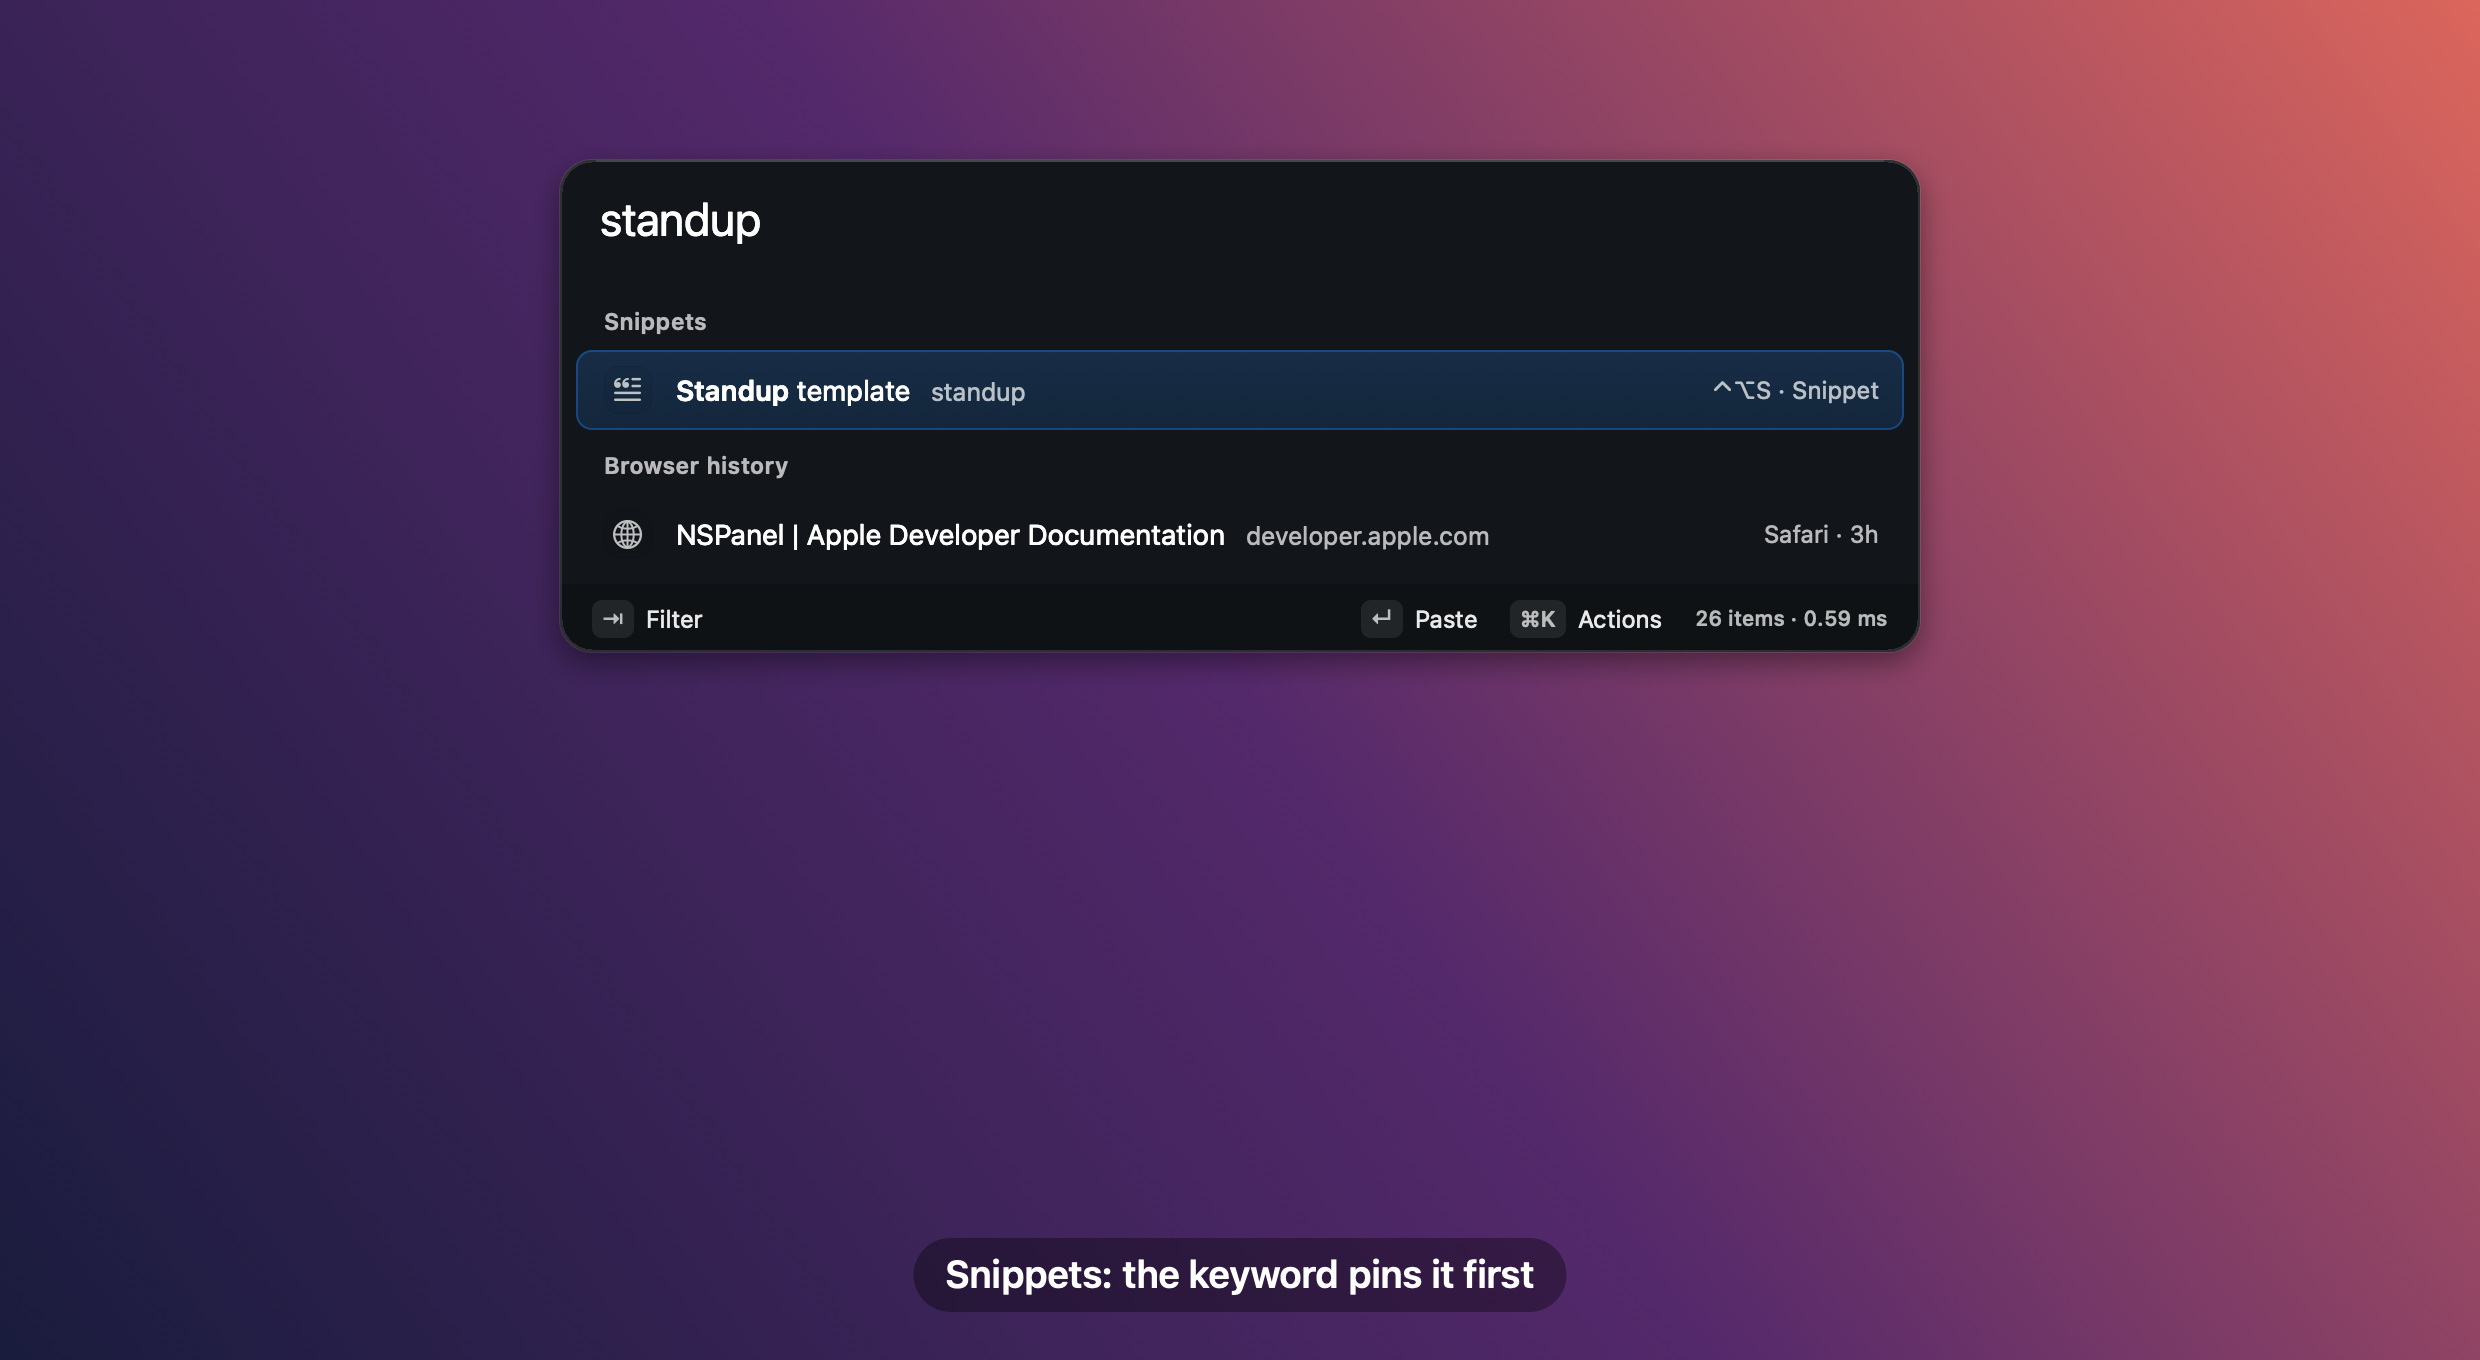 standup
Snippets
Standup template standup ^⌥S · Snippet
Browser history
NSPanel | Apple Developer Documentation developer.apple.com Safari · 3h
⇥ Filter ↵ Paste ⌘K Actions 26 items · 0.59 ms
Snippets: the keyword pins it first